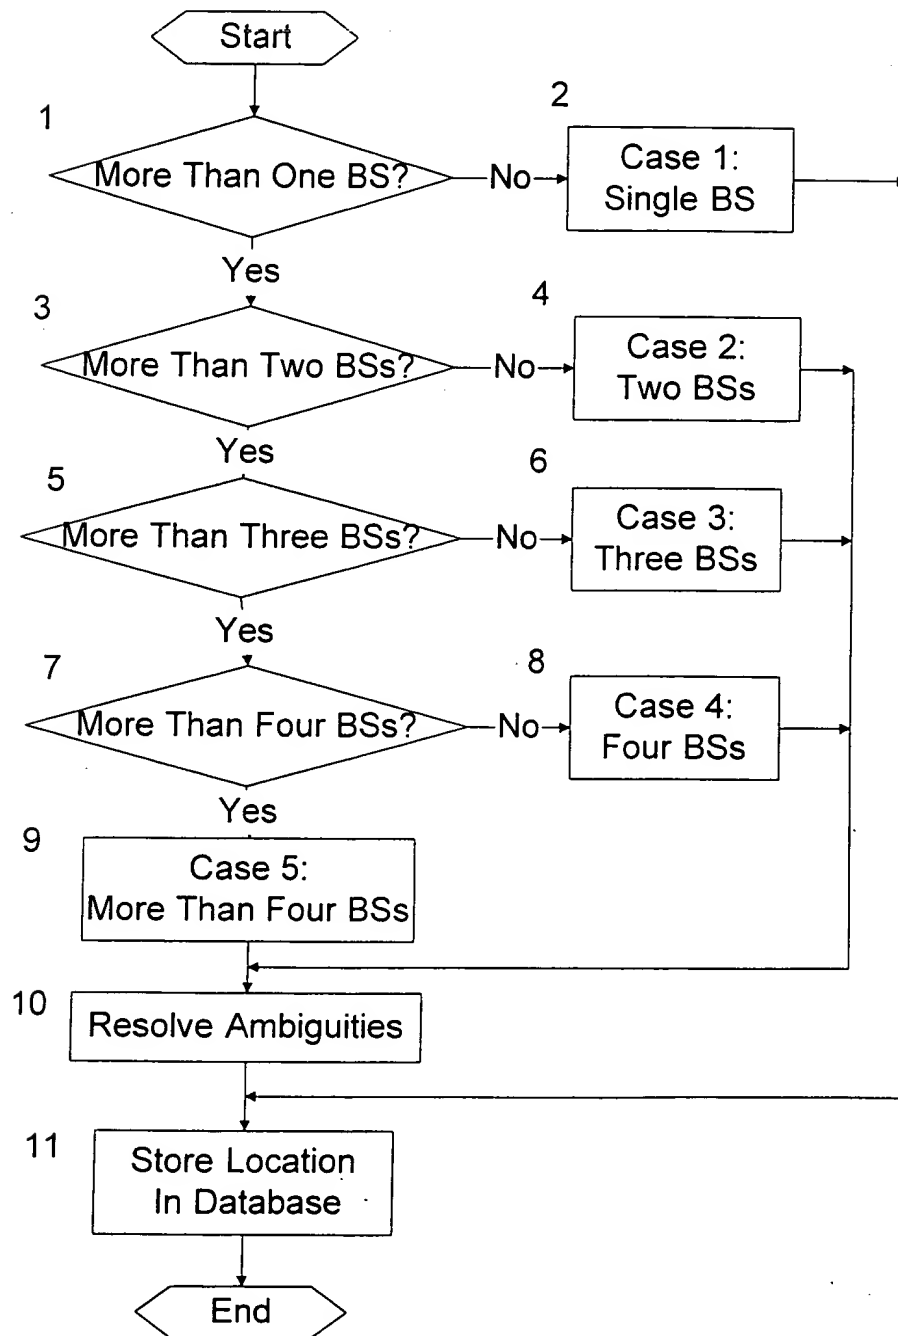 Start
1
More Than One BS?
No
2
Case 1:
Single BS
Yes
3
More Than Two BSs?
No
4
Case 2:
Two BSs
Yes
5
More Than Three BSs?
No
6
Case 3:
Three BSs
Yes
7
More Than Four BSs?
No
8
Case 4:
Four BSs
Yes
9
Case 5:
More Than Four BSs
10
Resolve Ambiguities
11
Store Location
In Database
End